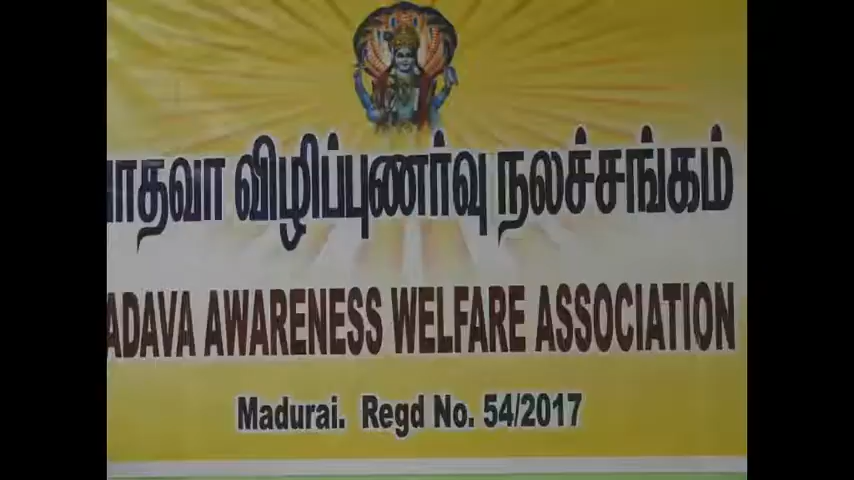 யாதவா விழிப்புணர்வு நலச்சங்கம்
ADAVA AWARENESS WELFARE ASSOCIATION
Madurai. Regd No. 54/2017